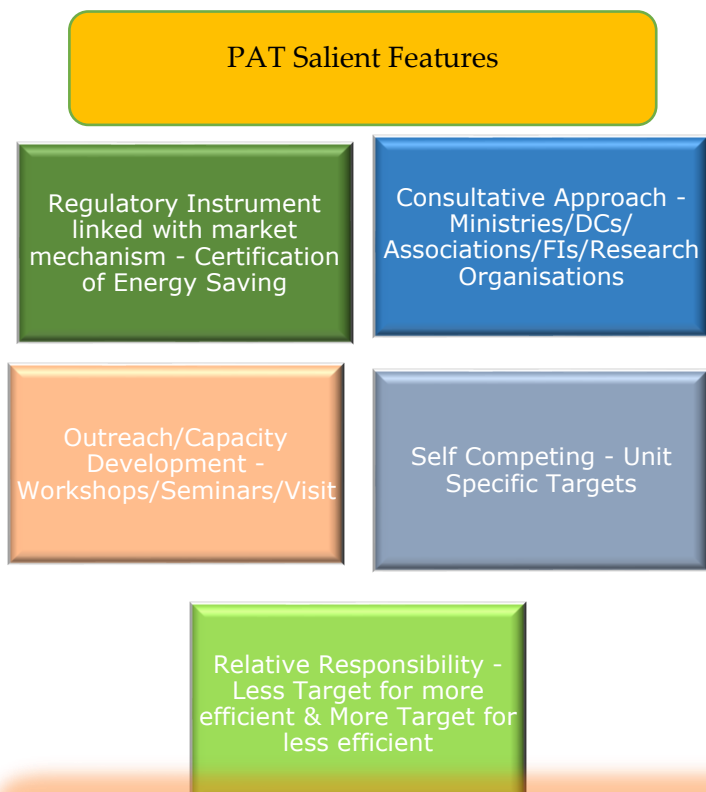 PAT Salient Features
Regulatory Instrument
linked with market
mechanism - Certification
of Energy Saving
Consultative Approach -
Ministries/DCs/
Associations/FIs/Research
Organisations
Outreach/Capacity
Development -
Workshops/Seminars/Visit
Self Competing - Unit
Specific Targets
Relative Responsibility -
Less Target for more
efficient & More Target for
less efficient